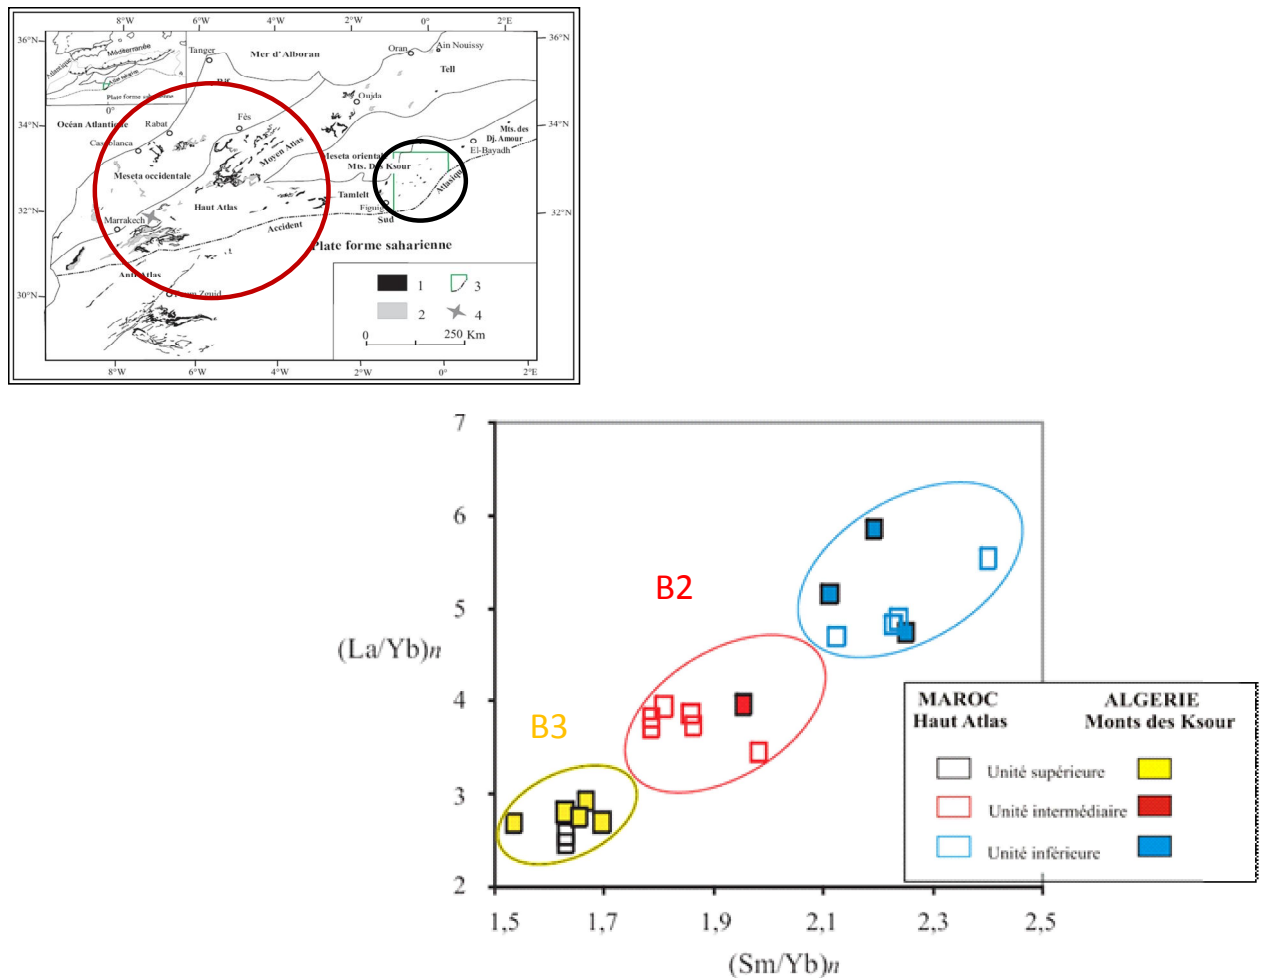 8°W 6°W 4°W 2°W 0° 2°E
36°N
36°N
Tanger
Mer d'Alboran
Oran
Ain Nouissy
Tell
Méditerranée
Atlantique
Plate forme saharienne
0°
Oujda
Océan Atlantique
Rabat
Fés
34°N
34°N
Casablanca
Moyen Atlas
Mts. des
Dj. Amour
El-Bayadh
Meseta orientale
Mts. Des Ksour
Meseta occidentale
Tamlelt
Atlasique
Haut Atlas
Figuig
32°N
32°N
Marrakech
Sud
Accident
Plate forme saharienne
Anti Atlas
30°N
Foum Zguid
1 3
2 4
0 250 Km
8°W 6°W 4°W 2°W 0° 2°E
7
6
5
4
3
2
(La/Yb)n
B2
B3
MAROC ALGERIE
Haut Atlas Monts des Ksour
Unité supérieure
Unité intermédiaire
Unité inférieure
1,5 1,7 1,9 2,1 2,3 2,5
(Sm/Yb)n